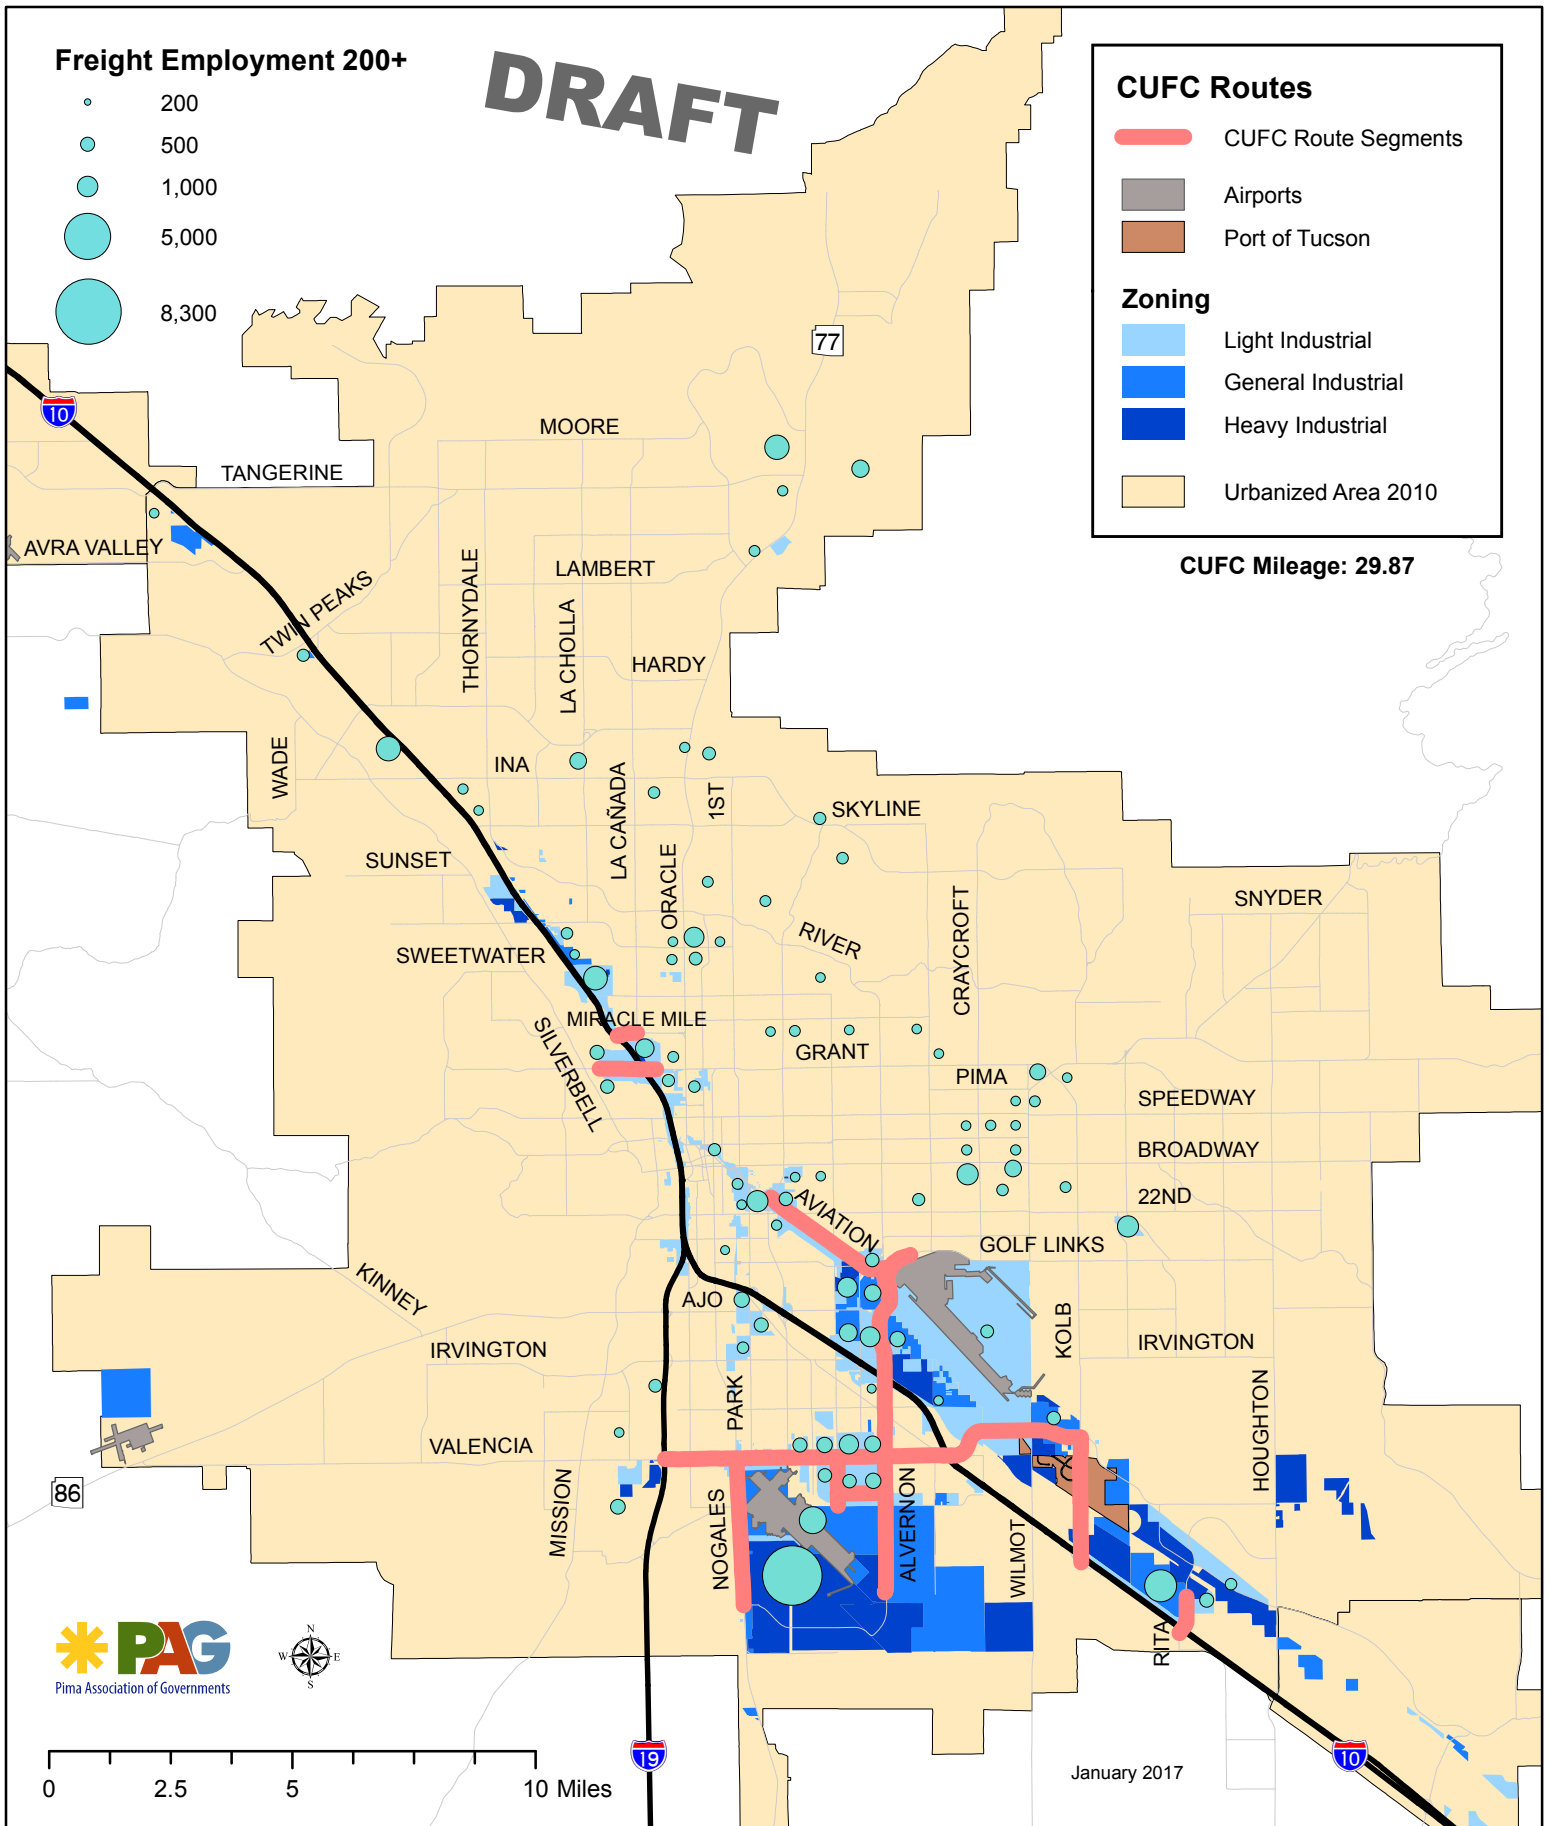 Freight Employment 200+
200
500
1,000
5,000
8,300
DRAFT
CUFC Routes
CUFC Route Segments
Airports
Port of Tucson
Zoning
Light Industrial
General Industrial
Heavy Industrial
Urbanized Area 2010
CUFC Mileage: 29.87
77
10
MOORE
TANGERINE
AVRA VALLEY
LAMBERT
THORNYDALE
TWIN PEAKS
LA CHOLLA
HARDY
WADE
INA
LA CAÑADA
1ST
SKYLINE
SUNSET
ORACLE
CRAYCROFT
SNYDER
RIVER
SWEETWATER
MIRACLE MILE
SILVERBELL
GRANT
PIMA
SPEEDWAY
BROADWAY
22ND
AVIATION
GOLF LINKS
KINNEY
AJO
KOLB
IRVINGTON
IRVINGTON
HOUGHTON
PARK
VALENCIA
86
MISSION
NOGALES
ALVERNON
WILMOT
RITA
PAG
Pima Association of Governments
N
W E
S
19
10
January 2017
0 2.5 5 10 Miles